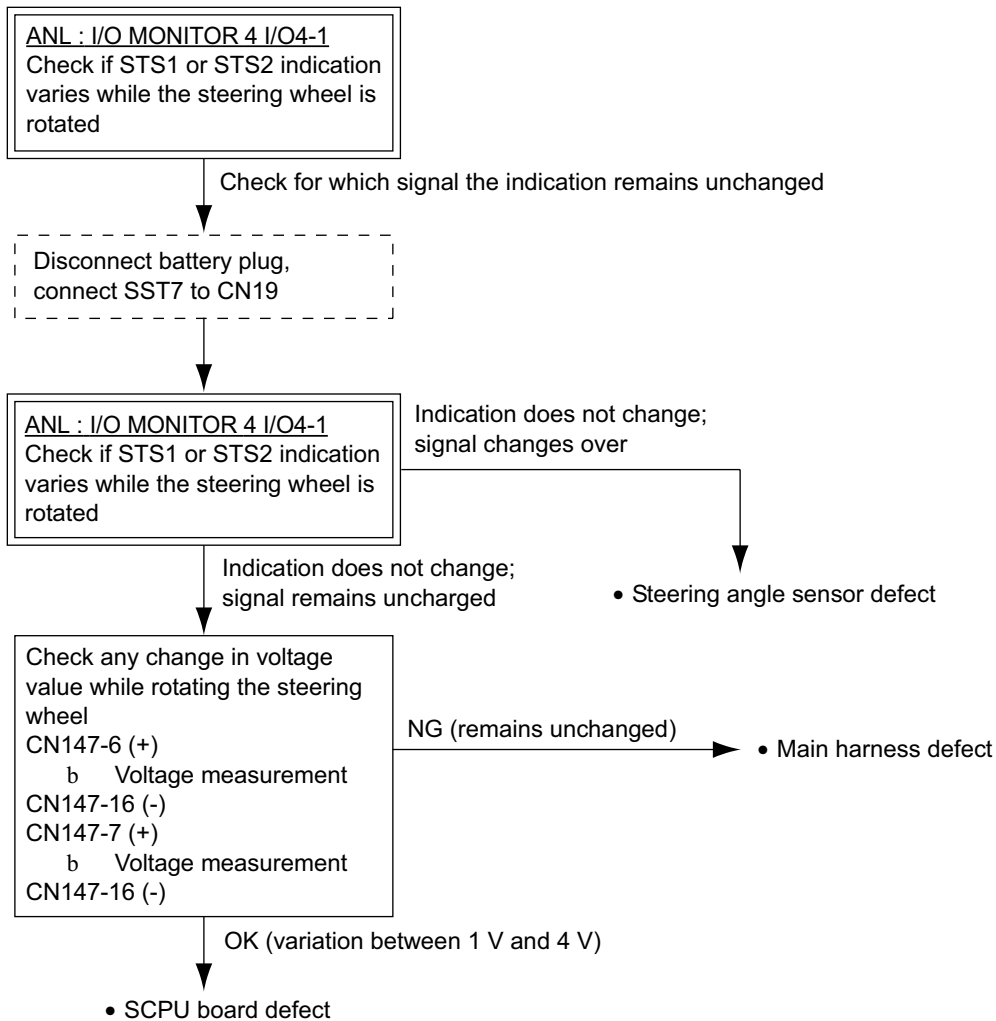 ANL : I/O MONITOR 4 I/O4-1
Check if STS1 or STS2 indication
varies while the steering wheel is
rotated
Check for which signal the indication remains unchanged
Disconnect battery plug,
connect SST7 to CN19
ANL : I/O MONITOR 4 I/O4-1
Check if STS1 or STS2 indication
varies while the steering wheel is
rotated
Indication does not change;
signal changes over
• Steering angle sensor defect
Indication does not change;
signal remains uncharged
Check any change in voltage
value while rotating the steering
wheel
CN147-6 (+)
b Voltage measurement
CN147-16 (-)
CN147-7 (+)
b Voltage measurement
CN147-16 (-)
NG (remains unchanged)
• Main harness defect
OK (variation between 1 V and 4 V)
• SCPU board defect